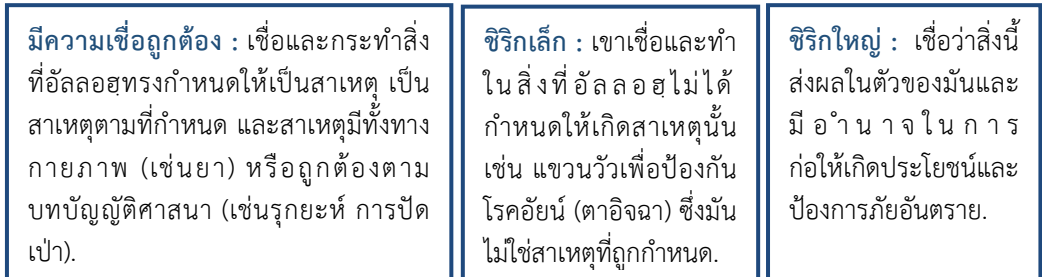 มีความเชื่อถูกต้อง : เชื่อและกระทำสิ่ง
ที่อัลลอฮฺทรงกำหนดให้เป็นสาเหตุ เป็น
สาเหตุตามที่กำหนด และสาเหตุมีทั้งทาง
กายภาพ (เช่นยา) หรือถูกต้องตาม
บทบัญญัติศาสนา (เช่นรุกยะห์ การปัด
เป่า).
ชิริกเล็ก : เขาเชื่อและทำ
ในสิ่งที่อัลลอฮฺไม่ได้
กำหนดให้เกิดสาเหตุนั้น
เช่น แขวนวัวเพื่อป้องกัน
โรคอัยน์ (ตาอิจฉา) ซึ่งมัน
ไม่ใช่สาเหตุที่ถูกกำหนด.
ชิริกใหญ่ : เชื่อว่าสิ่งนี้
ส่งผลในตัวของมันและ
มีอำนาจในการ
ก่อให้เกิดประโยชน์และ
ป้องการภัยอันตราย.